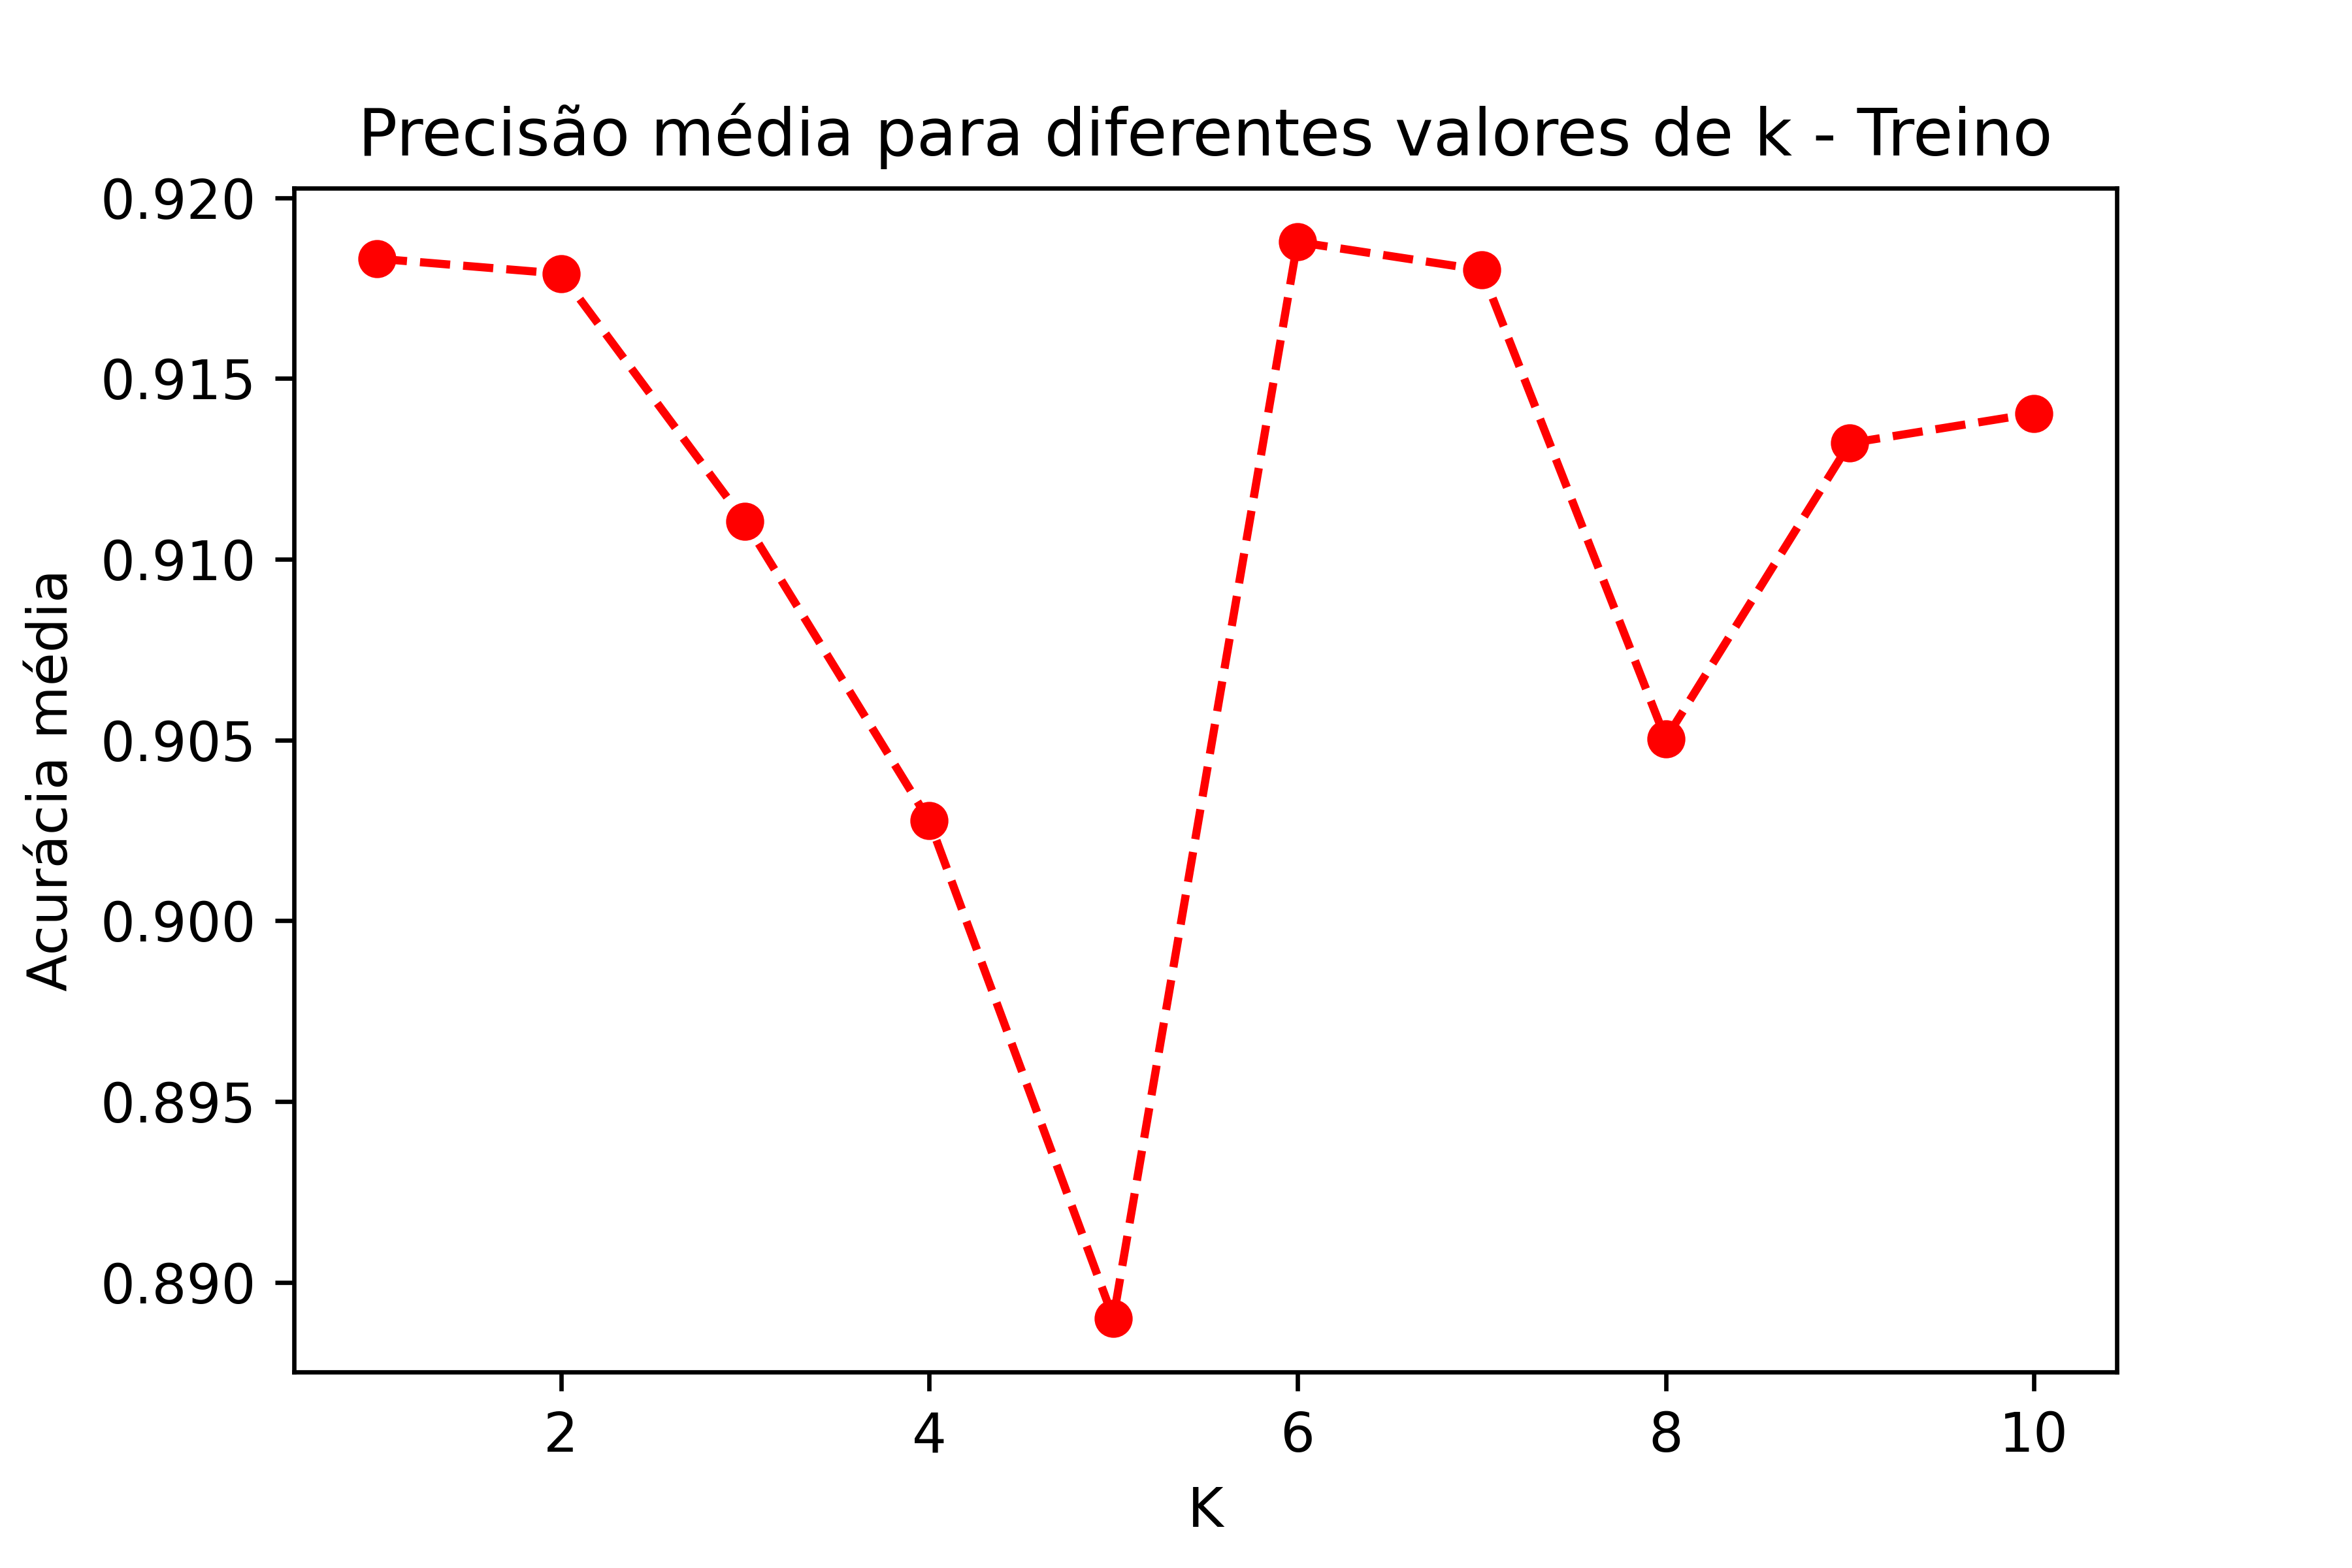 Precisão média para diferentes valores de k - Treino
0.920
0.915
0.910
0.905
0.900
0.895
0.890
Acurácia média
2 4 6 8 10
K